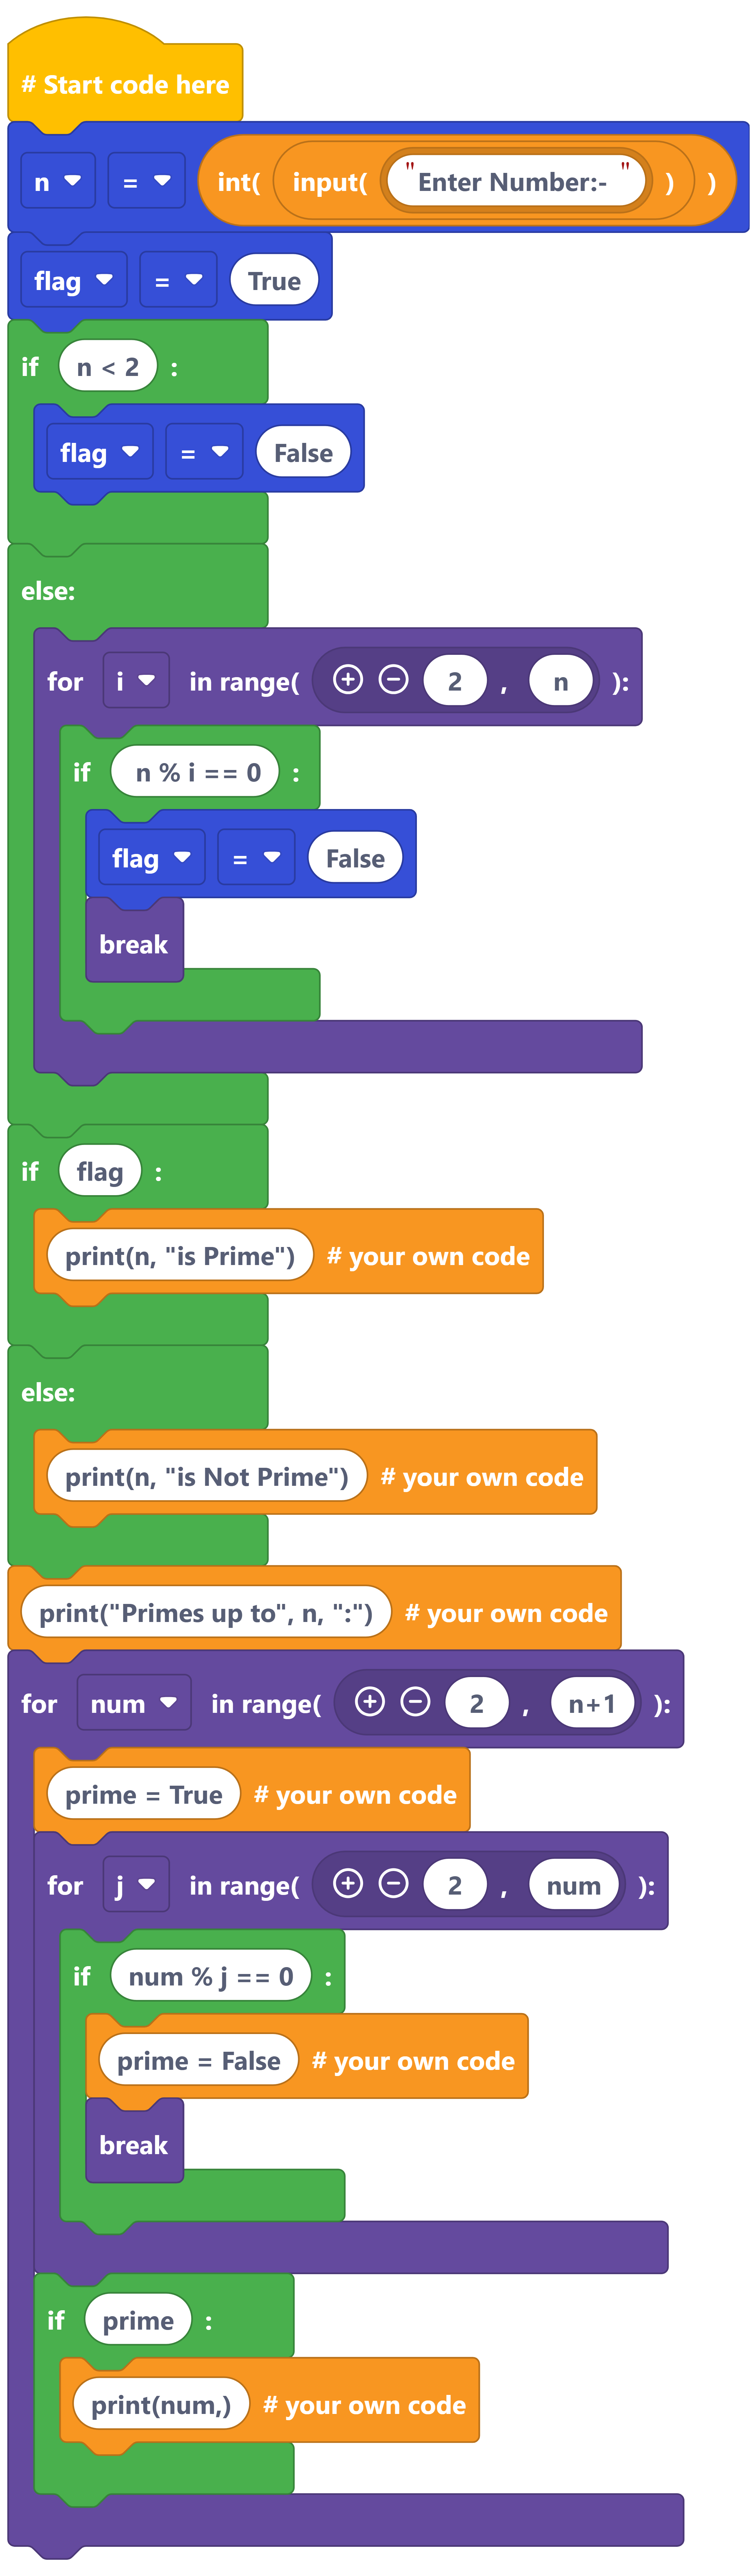 # Start code here
n = int( input( "Enter Number:- " ) )
flag = True
if n < 2 :
flag = False
else:
for i in range( 2 , n ):
if n % i == 0 :
flag = False
break
if flag :
print(n, "is Prime") # your own code
else:
print(n, "is Not Prime") # your own code
print("Primes up to", n, ":") # your own code
for num in range( 2 , n+1 ):
prime = True # your own code
for j in range( 2 , num ):
if num % j == 0 :
prime = False # your own code
break
if prime :
print(num,) # your own code